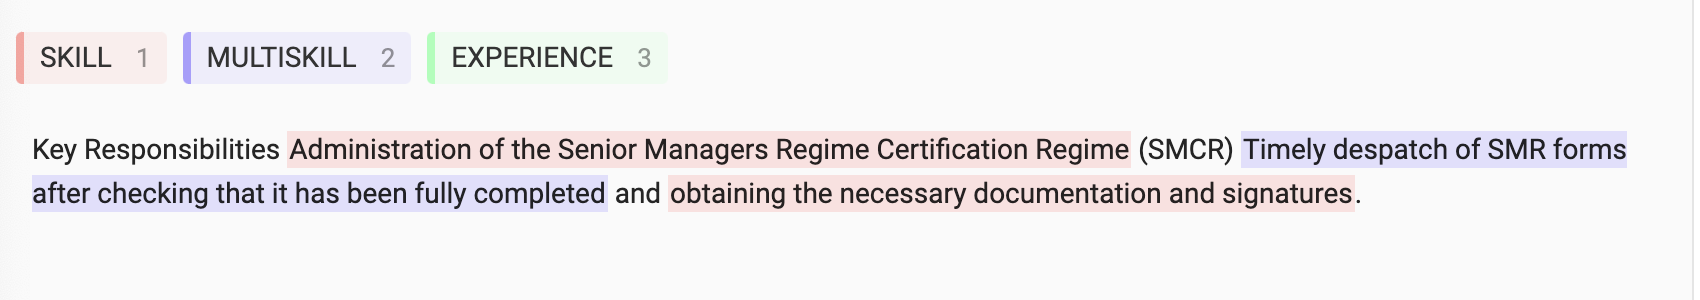 SKILL 1 MULTISKILL 2 EXPERIENCE 3
Key Responsibilities Administration of the Senior Managers Regime Certification Regime (SMCR) Timely despatch of SMR forms
after checking that it has been fully completed and obtaining the necessary documentation and signatures.